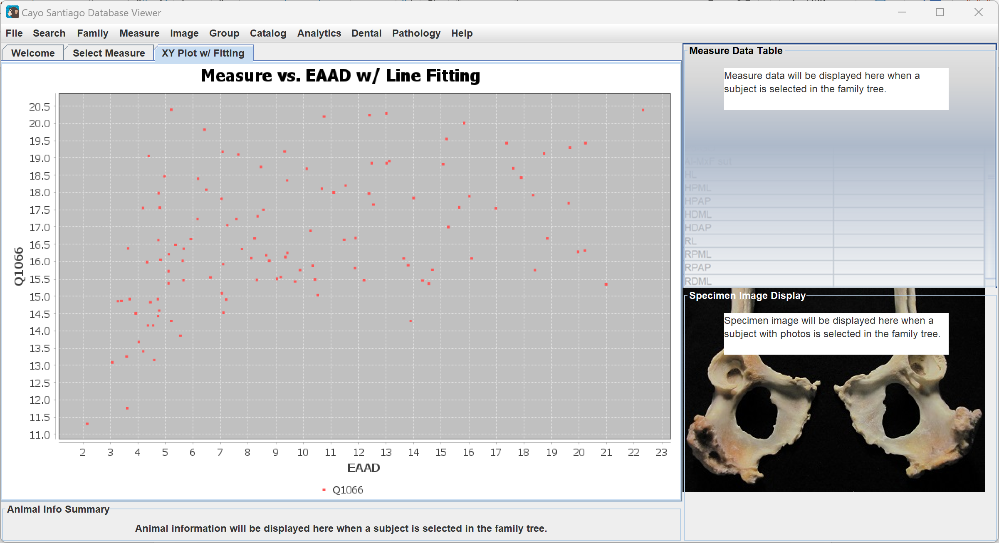 Cayo Santiago Database Viewer
File Search Family Measure Image Group Catalog Analytics Dental Pathology Help
Welcome Select Measure XY Plot w/ Fitting
Measure vs. EAAD w/ Line Fitting
20.5
20.0
19.5
19.0
18.5
18.0
17.5
17.0
16.5
16.0
15.5
15.0
14.5
14.0
13.5
13.0
12.5
12.0
11.5
11.0
Q1066
2 3 4 5 6 7 8 9 10 11 12 13 14 15 16 17 18 19 20 21 22 23
EAAD
Q1066
Animal Info Summary
Animal information will be displayed here when a subject is selected in the family tree.
Measure Data Table
Measure data will be displayed here when a
subject is selected in the family tree.
Al-MxF sut
HL
HPML
HPAP
HDML
HDAP
RL
RPML
RPAP
RDML
Specimen Image Display
Specimen image will be displayed here when a
subject with photos is selected in the family tree.